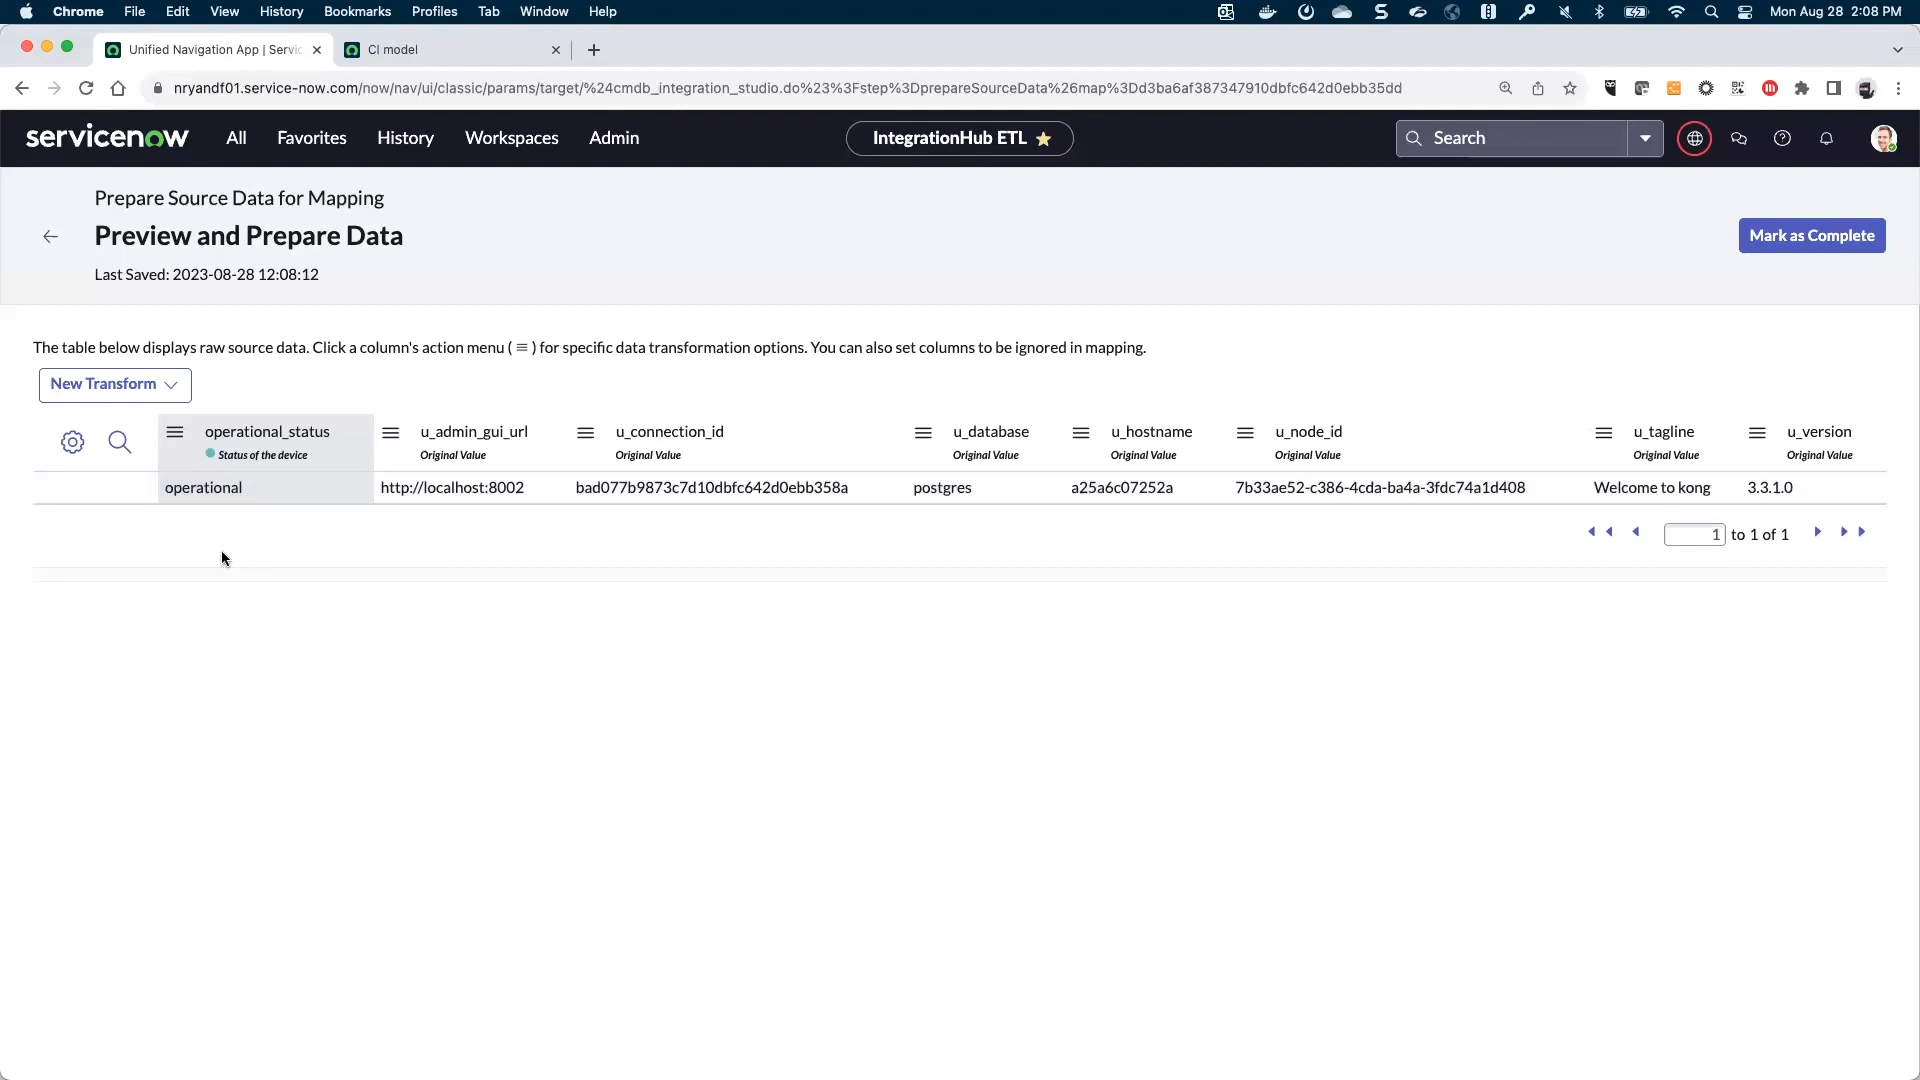 Chrome File Edit View History Bookmarks Profiles Tab Window Help Mon Aug 28 2:08 PM
Unified Navigation App | Servic CI model
nryandf01.service-now.com/now/nav/ui/classic/params/target/%24cmdb_integration_studio.do%23%3Fstep%3DprepareSourceData%26map%3Dd3ba6af387347910dbfc642d0ebb35dd
servicenow All Favorites History Workspaces Admin IntegrationHub ETL Search
Prepare Source Data for Mapping
Preview and Prepare Data
Mark as Complete
Last Saved: 2023-08-28 12:08:12
The table below displays raw source data. Click a column's action menu ( ≡ ) for specific data transformation options. You can also set columns to be ignored in mapping.
New Transform
operational_status u_admin_gui_url u_connection_id u_database u_hostname u_node_id u_tagline u_version
Status of the device Original Value Original Value Original Value Original Value Original Value Original Value Original Value
operational http://localhost:8002 bad077b9873c7d10dbfc642d0ebb358a postgres a25a6c07252a 7b33ae52-c386-4cda-ba4a-3fdc74a1d408 Welcome to kong 3.3.1.0
1 to 1 of 1